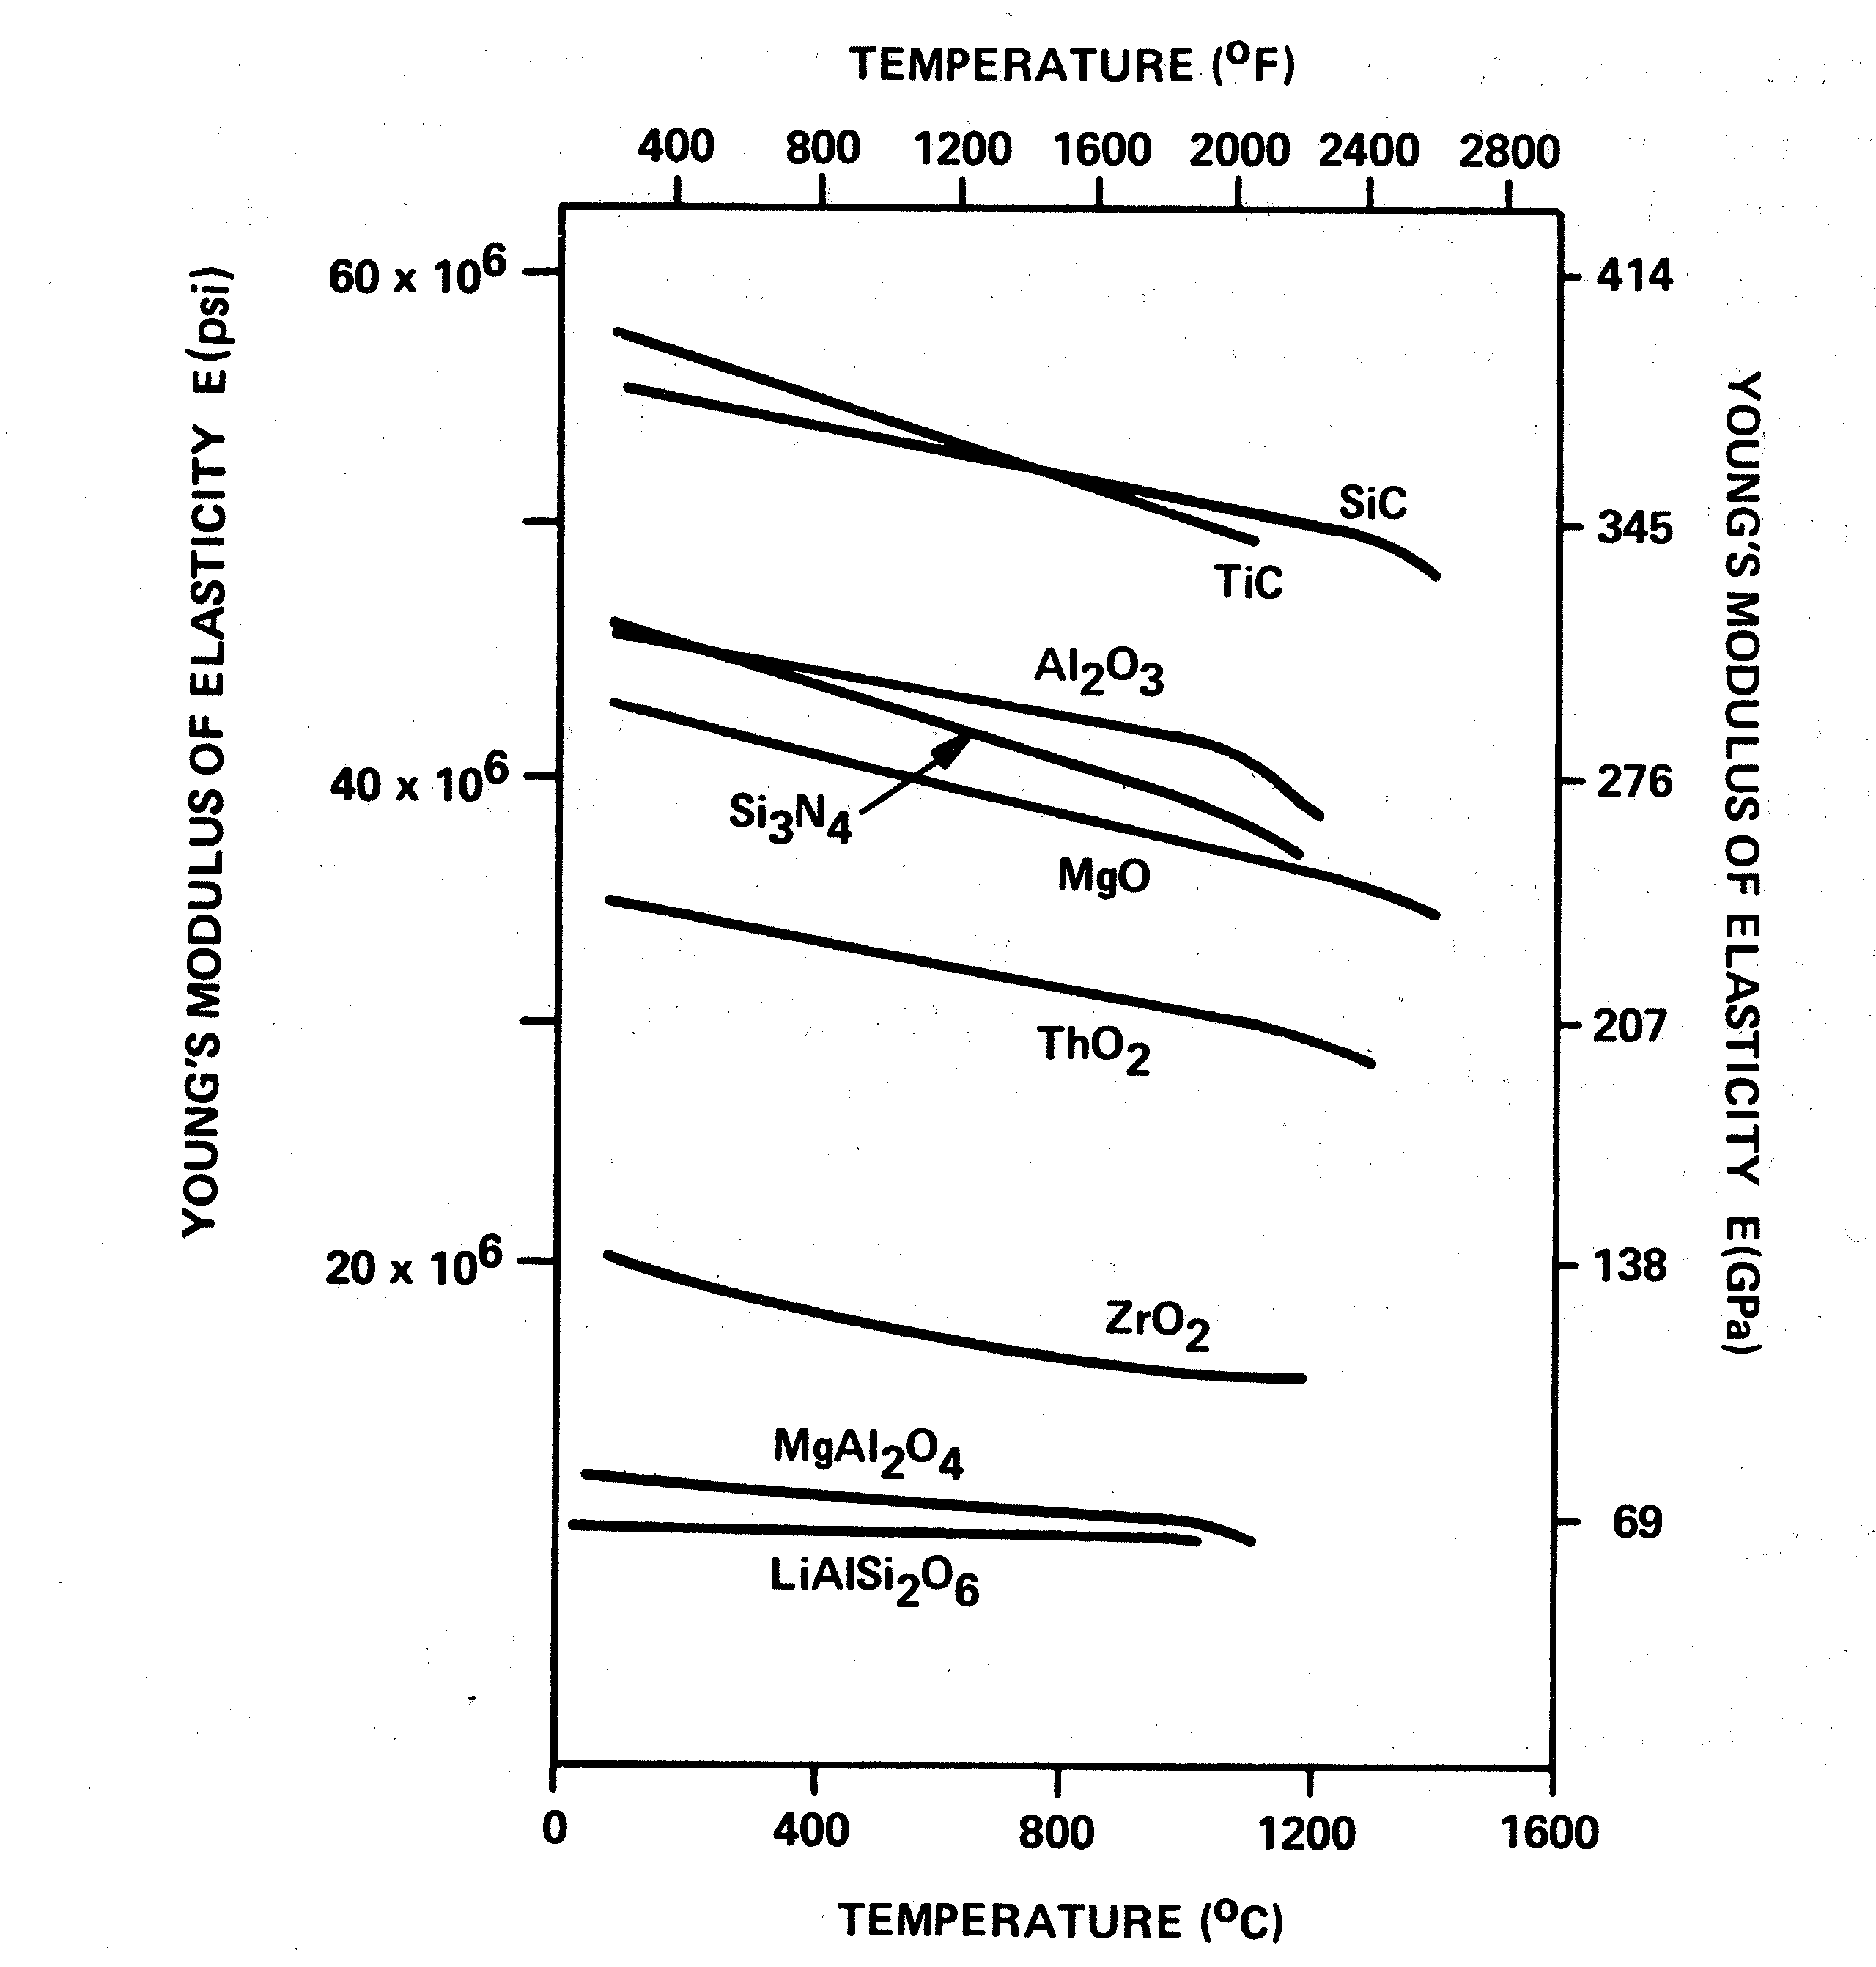 TEMPERATURE (°F)
400 800 1200 1600 2000 2400 2800
YOUNG'S MODULUS OF ELASTICITY E (psi)
60 x 10⁶
40 x 10⁶
20 x 10⁶
414
345
276
207
138
69
YOUNG'S MODULUS OF ELASTICITY E (GPa)
SiC
TiC
Al₂O₃
Si₃N₄
MgO
ThO₂
ZrO₂
MgAl₂O₄
LiAlSi₂O₆
0 400 800 1200 1600
TEMPERATURE (°C)